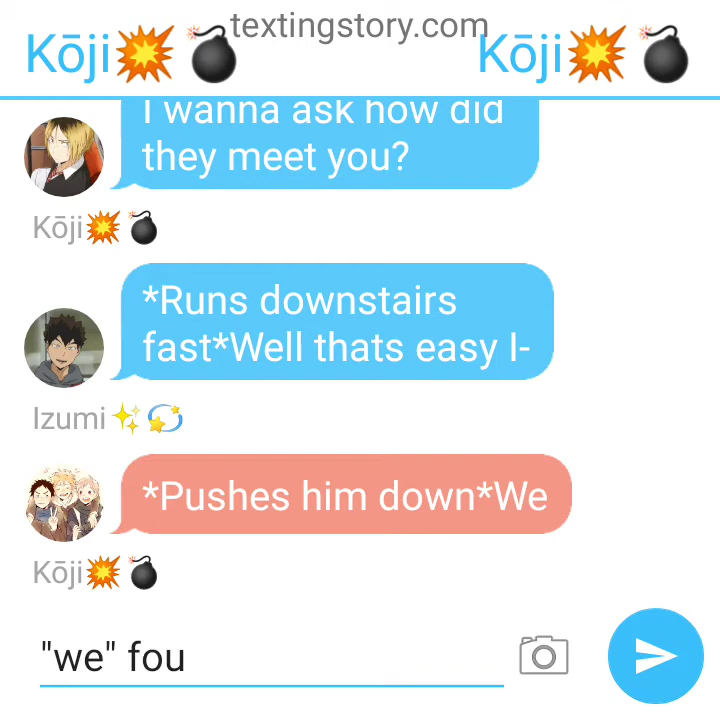 textingstory.com
Kōji💥💣 Kōji💥💣
I wanna ask how did
they meet you?
Kōji💥💣
*Runs downstairs
fast*Well thats easy I-
Izumi✨💫
*Pushes him down*We
Kōji💥💣
"we" fou